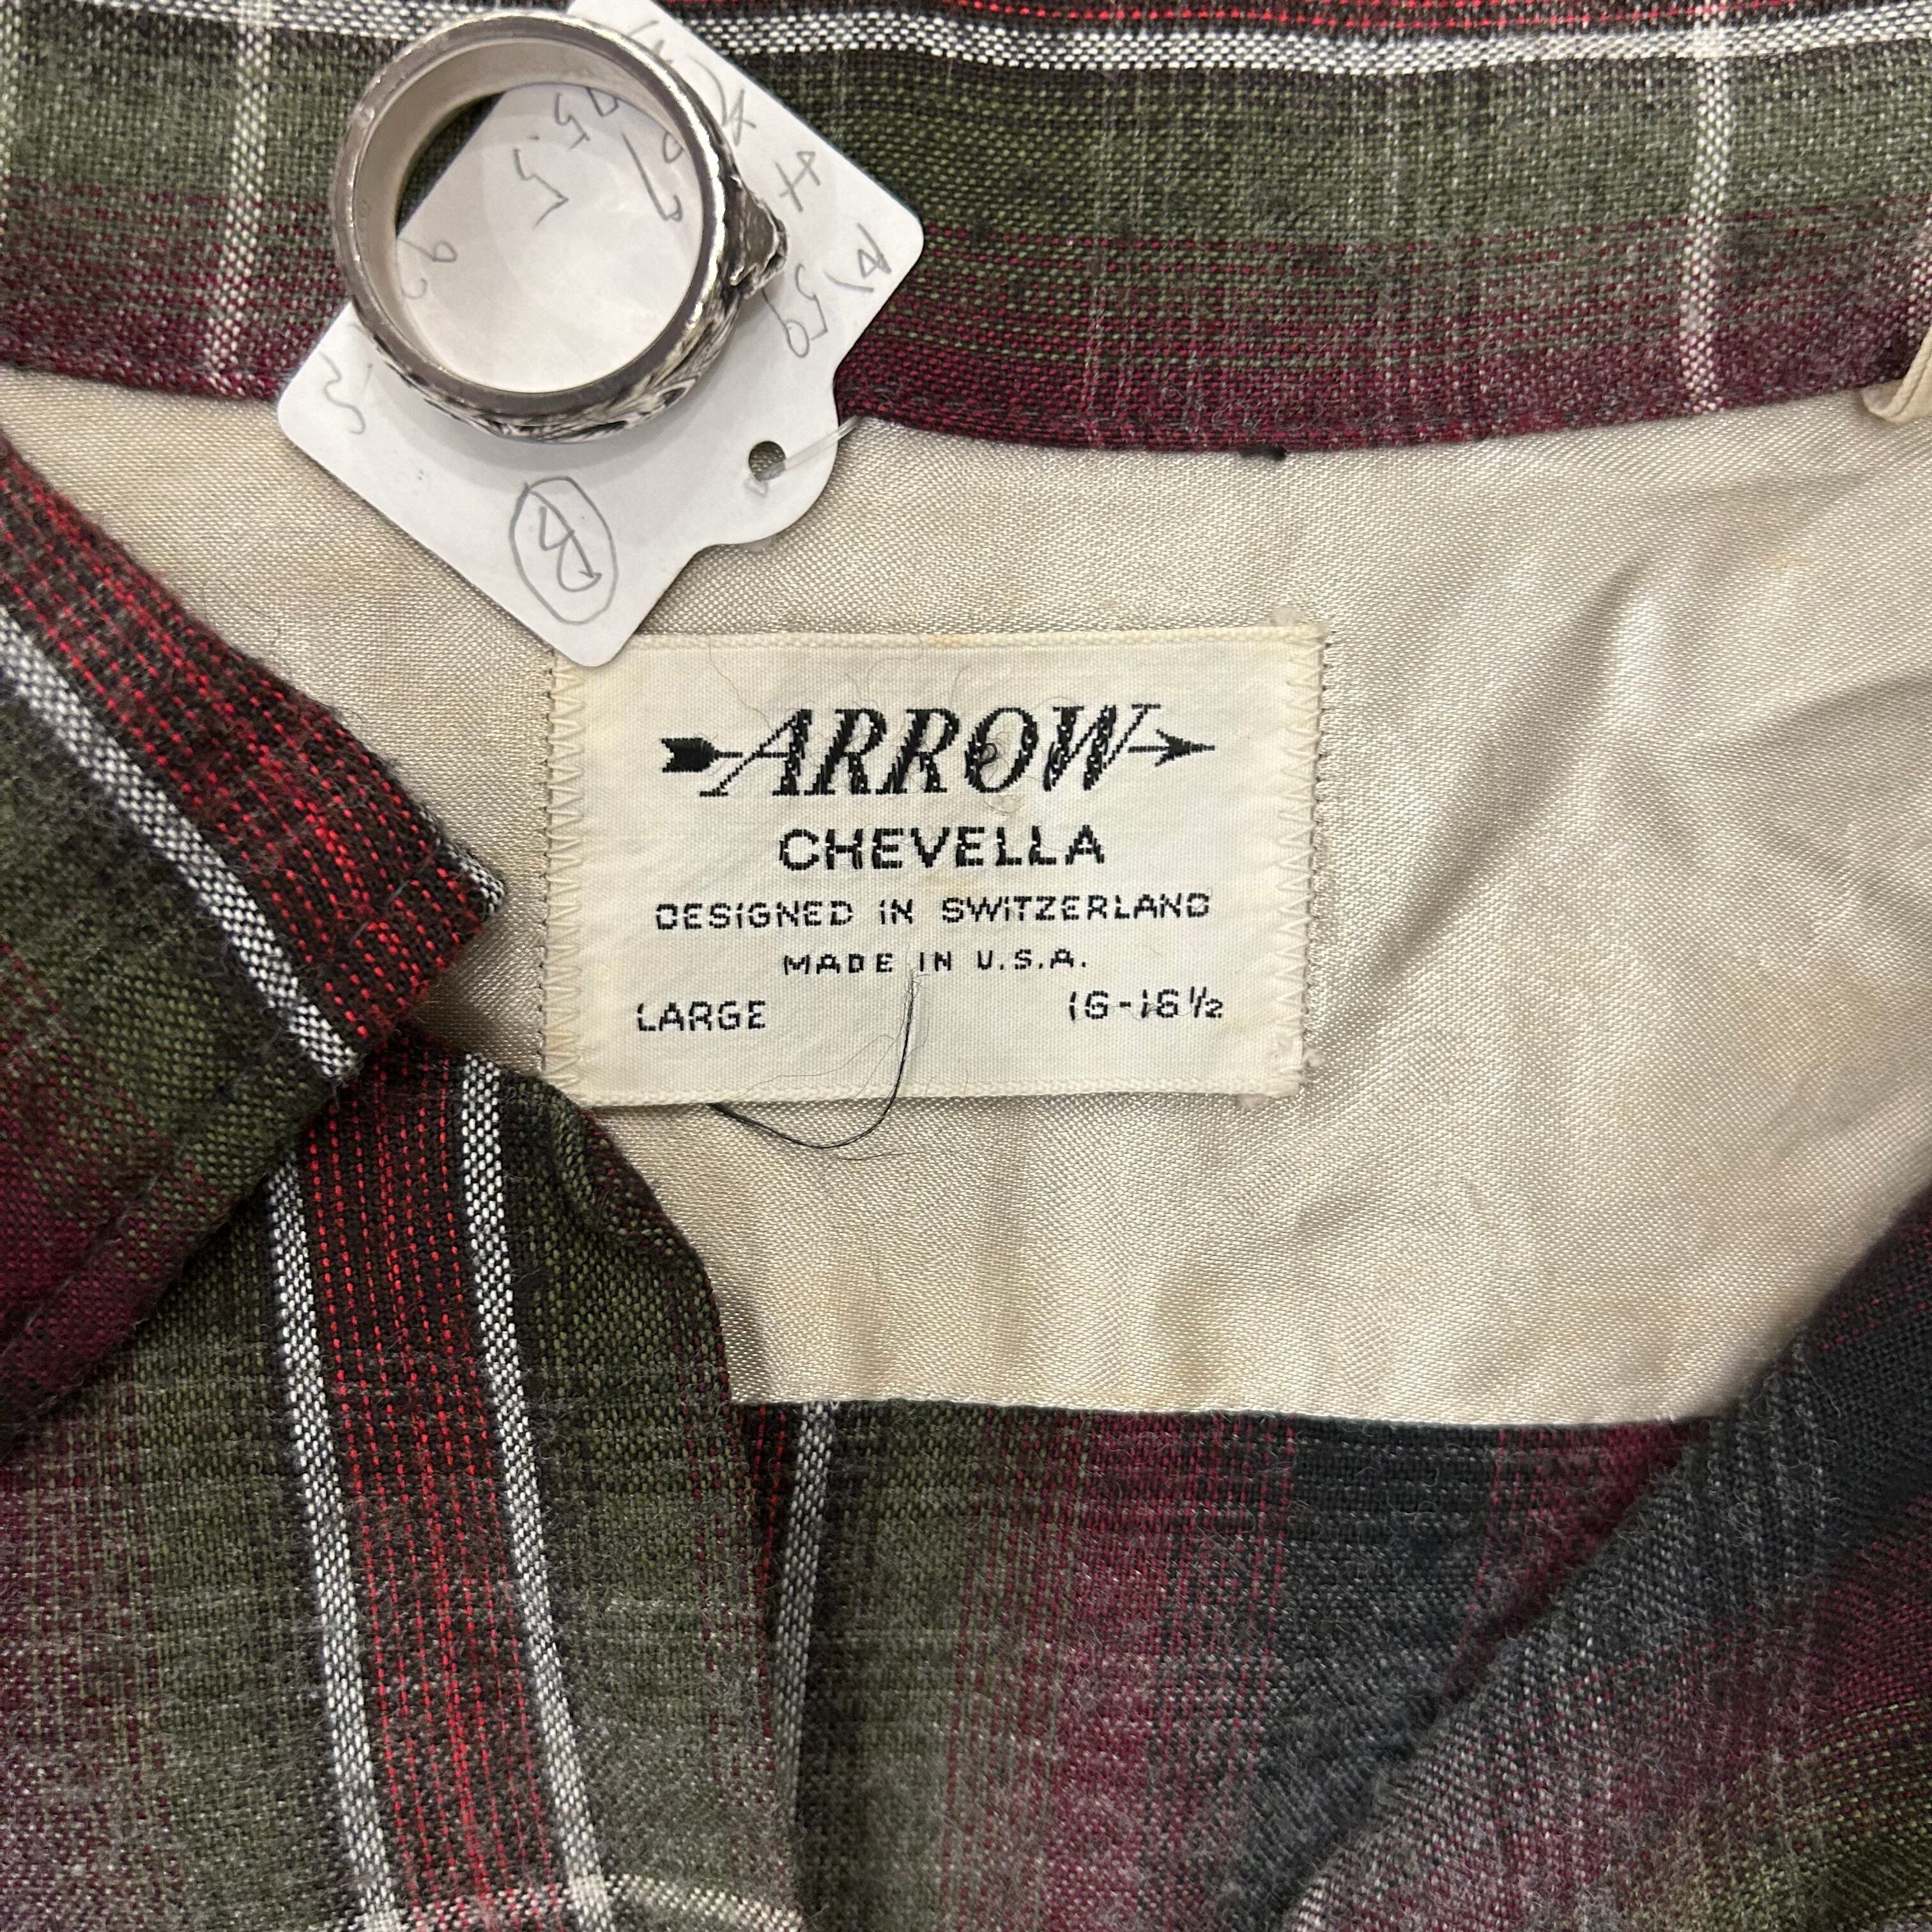 ARROW
CHEVELLA
DESIGNED IN SWITZERLAND
MADE IN U.S.A.
LARGE 16-16½
B